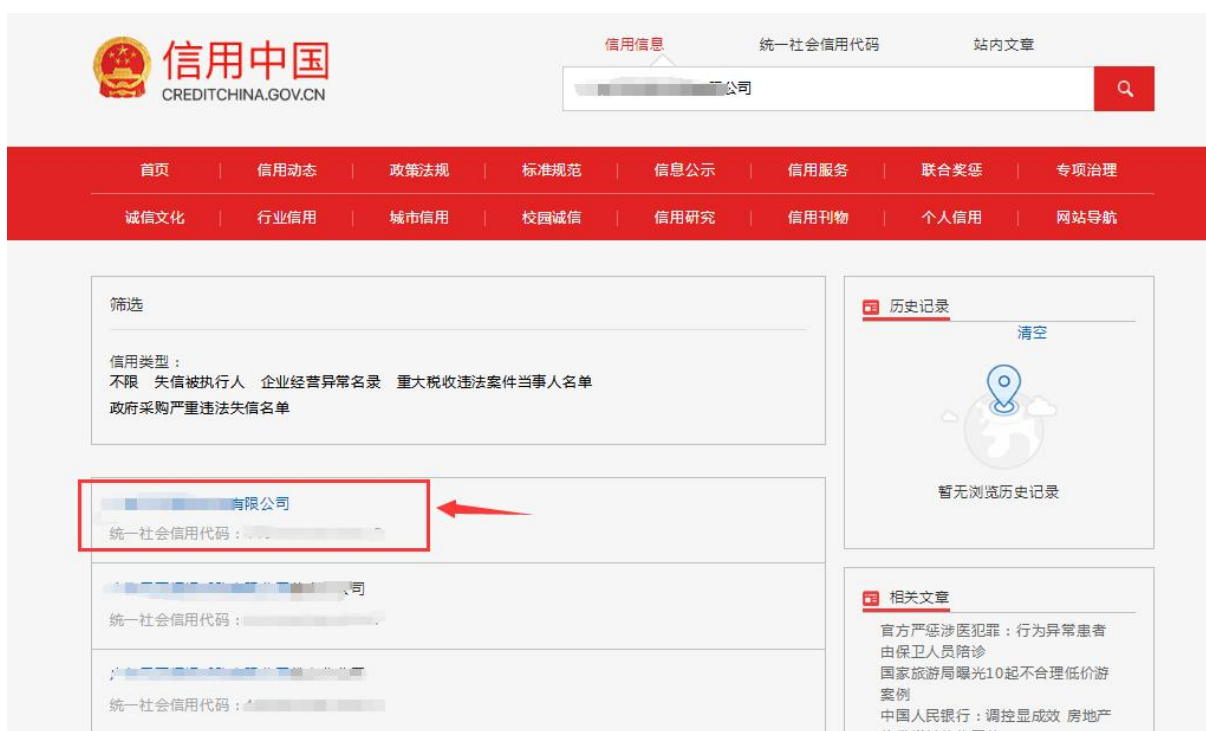 信用中国
CREDITCHINA.GOV.CN
信用信息 统一社会信用代码 站内文章
公司
首页 信用动态 政策法规 标准规范 信息公示 信用服务 联合奖惩 专项治理
诚信文化 行业信用 城市信用 校园诚信 信用研究 信用刊物 个人信用 网站导航
筛选
信用类型：
不限 失信被执行人 企业经营异常名录 重大税收违法案件当事人名单
政府采购严重违法失信名单
有限公司
统一社会信用代码：
司
统一社会信用代码：
统一社会信用代码：
历史记录
清空
暂无浏览历史记录
相关文章
官方严惩涉医犯罪：行为异常患者
由保卫人员陪诊
国家旅游局曝光10起不合理低价游
案例
中国人民银行：调控显成效 房地产